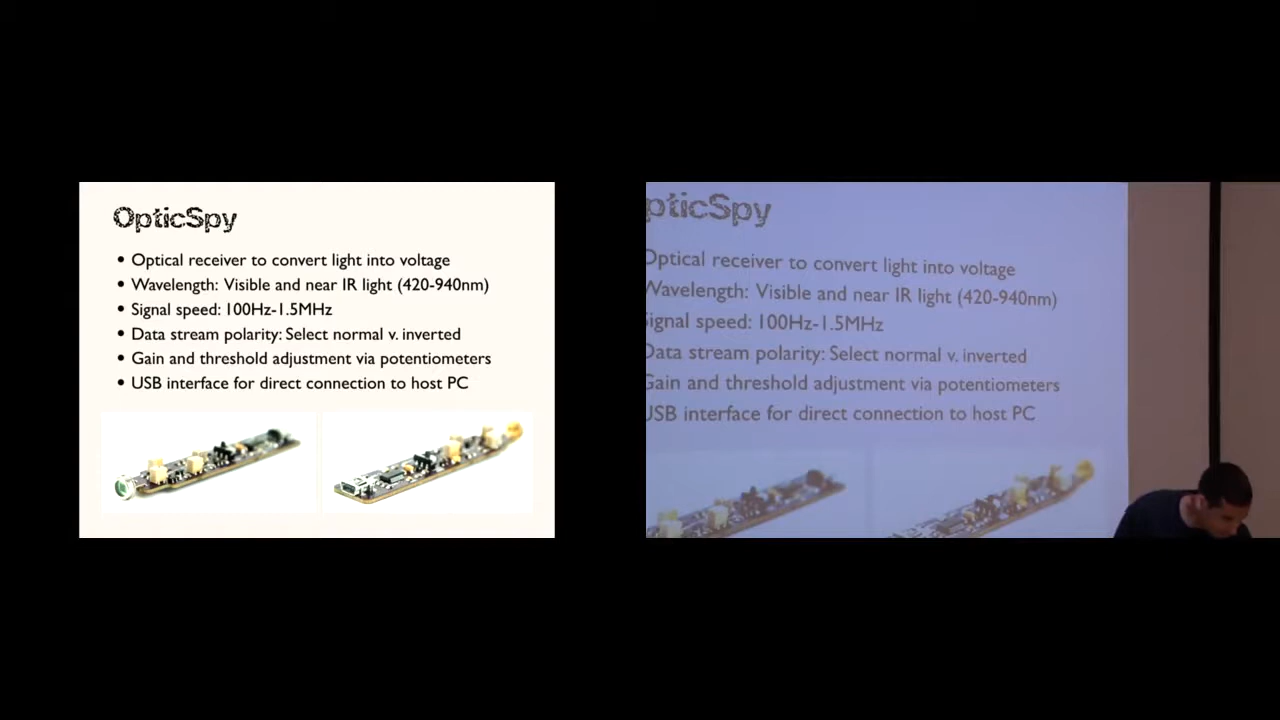 OpticSpy
• Optical receiver to convert light into voltage
• Wavelength: Visible and near IR light (420-940nm)
• Signal speed: 100Hz-1.5MHz
• Data stream polarity: Select normal v. inverted
• Gain and threshold adjustment via potentiometers
• USB interface for direct connection to host PC
pticSpy
Optical receiver to convert light into voltage
Wavelength: Visible and near IR light (420-940nm)
Signal speed: 100Hz-1.5MHz
Data stream polarity: Select normal v. inverted
Gain and threshold adjustment via potentiometers
USB interface for direct connection to host PC